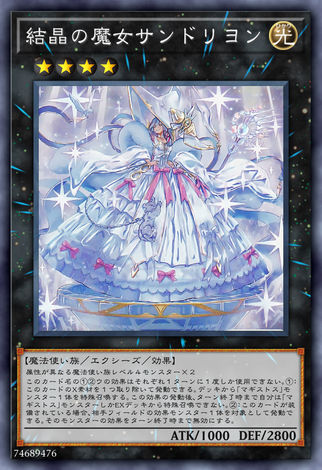 結晶の魔女サンドリヨン
光
【魔法使い族/エクシーズ/効果】
属性が異なる魔法使い族レベル4モンスター×2
このカード名の①②の効果はそれぞれ1ターンに1度しか使用できない。①:
このカードのX素材を1つ取り除いて発動できる。デッキから「マギストス」モ
ンスター1体を特殊召喚する。この効果の発動後、ターン終了時まで自分は「マギ
ストス」モンスターしかEXデッキから特殊召喚できない。②:このカードが装
備されている場合、相手フィールドの効果モンスター1体を対象として発動で
きる。そのモンスターの効果をターン終了時まで無効にする。
ATK/1000 DEF/2800
74689476